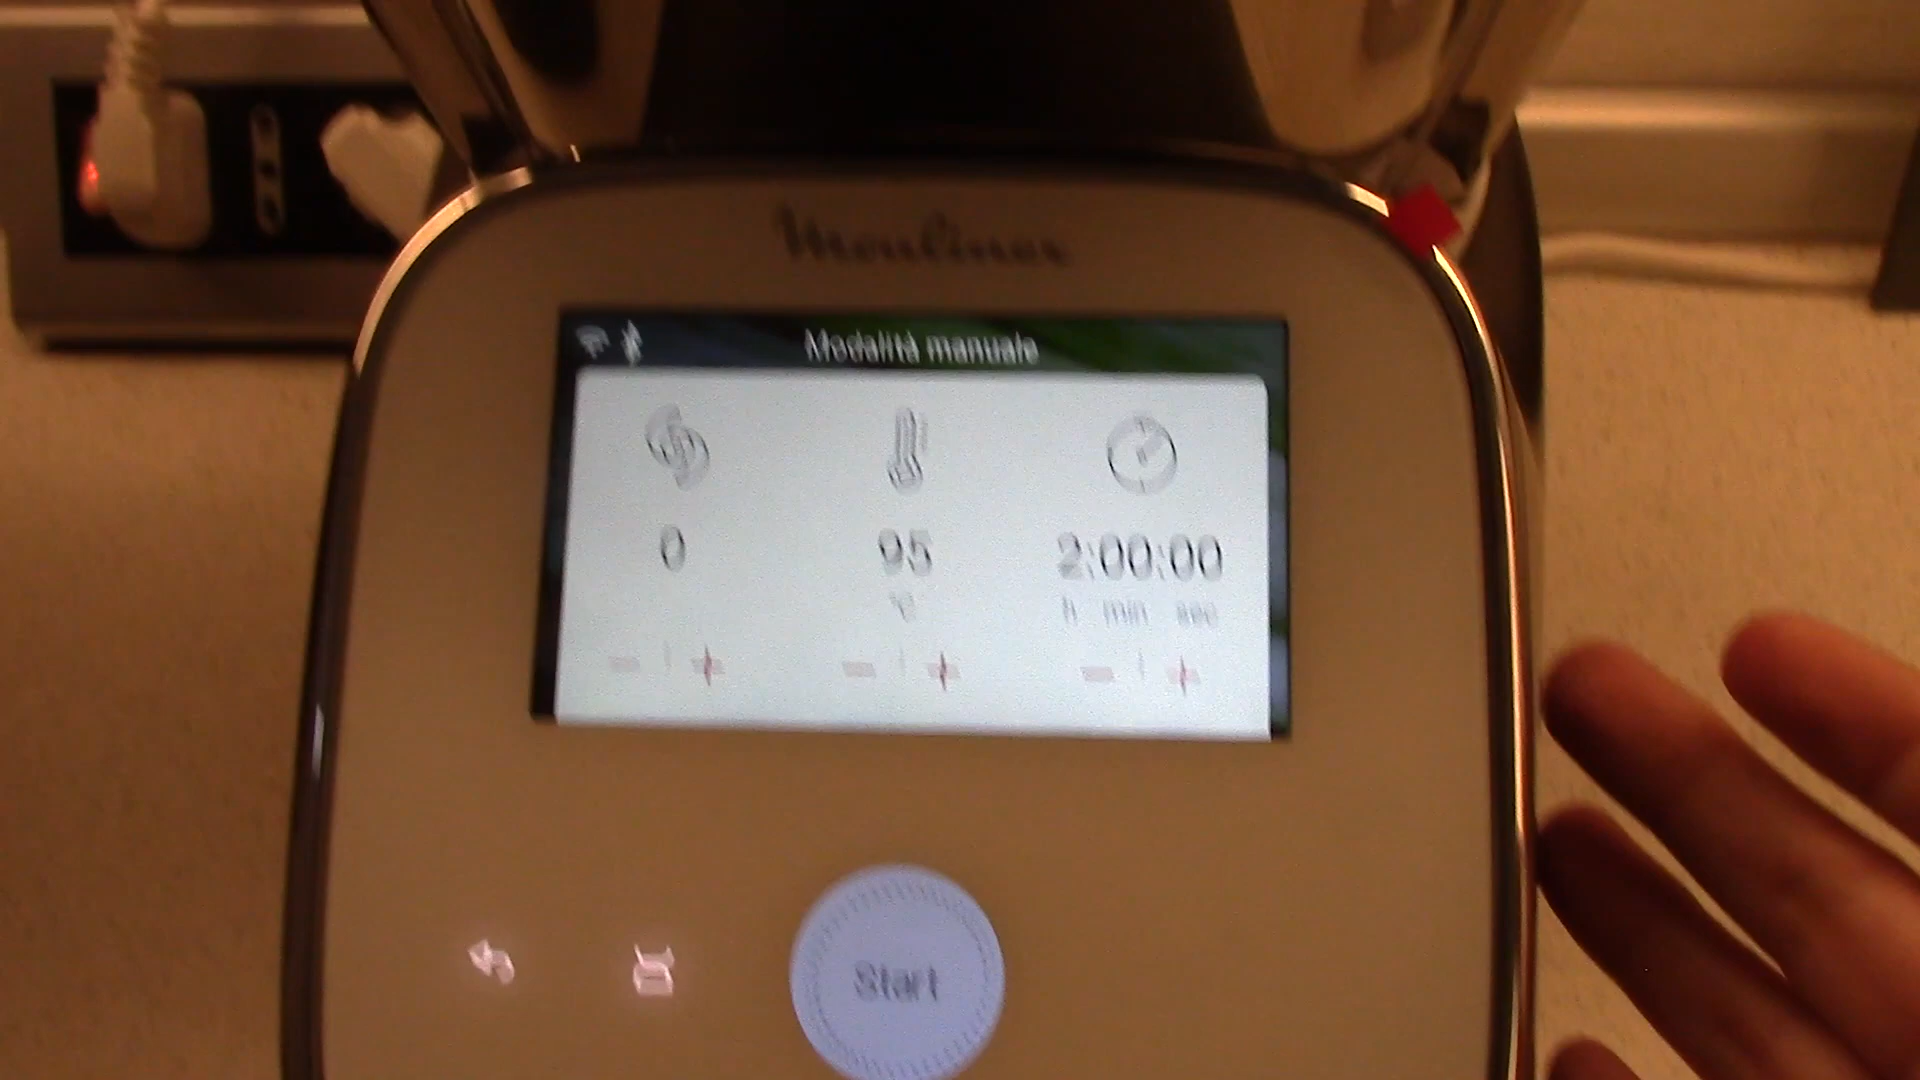 Moulinex
Modalità manuale
0 95 2:00:00
°C h min sec
- | + - | + - | +
Start